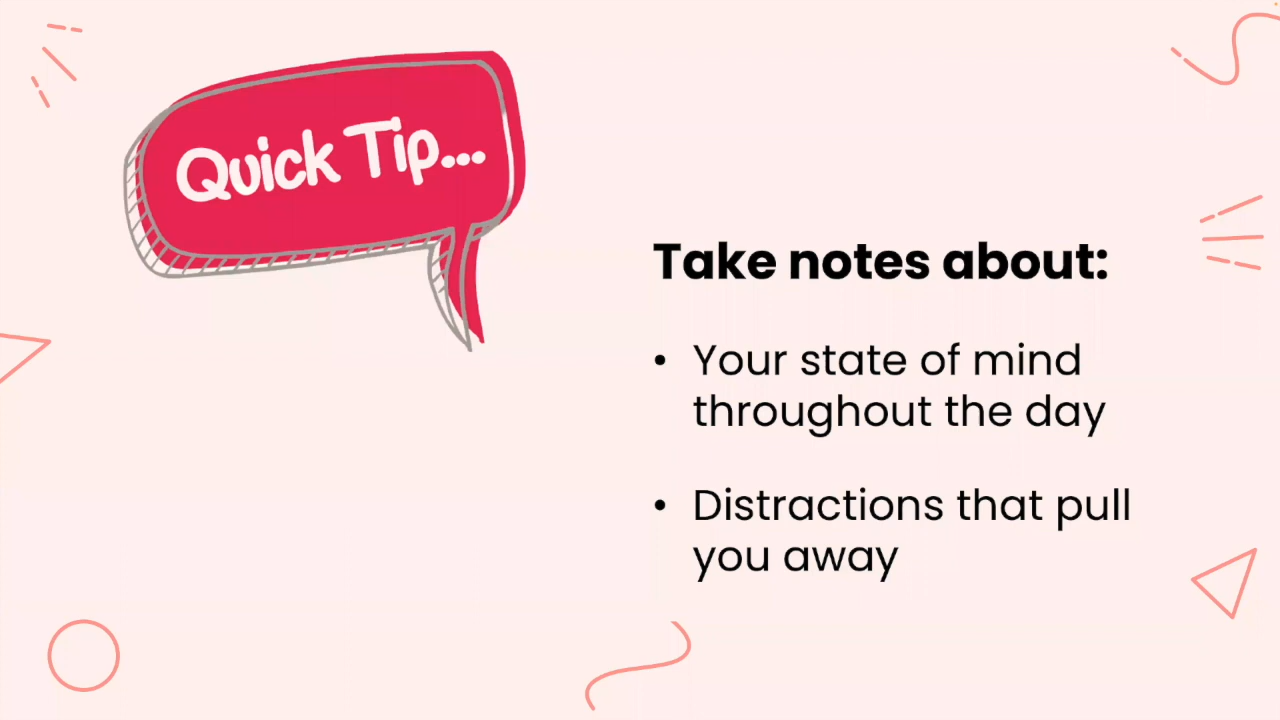 Quick Tip...
Take notes about:
• Your state of mind
throughout the day
• Distractions that pull
you away